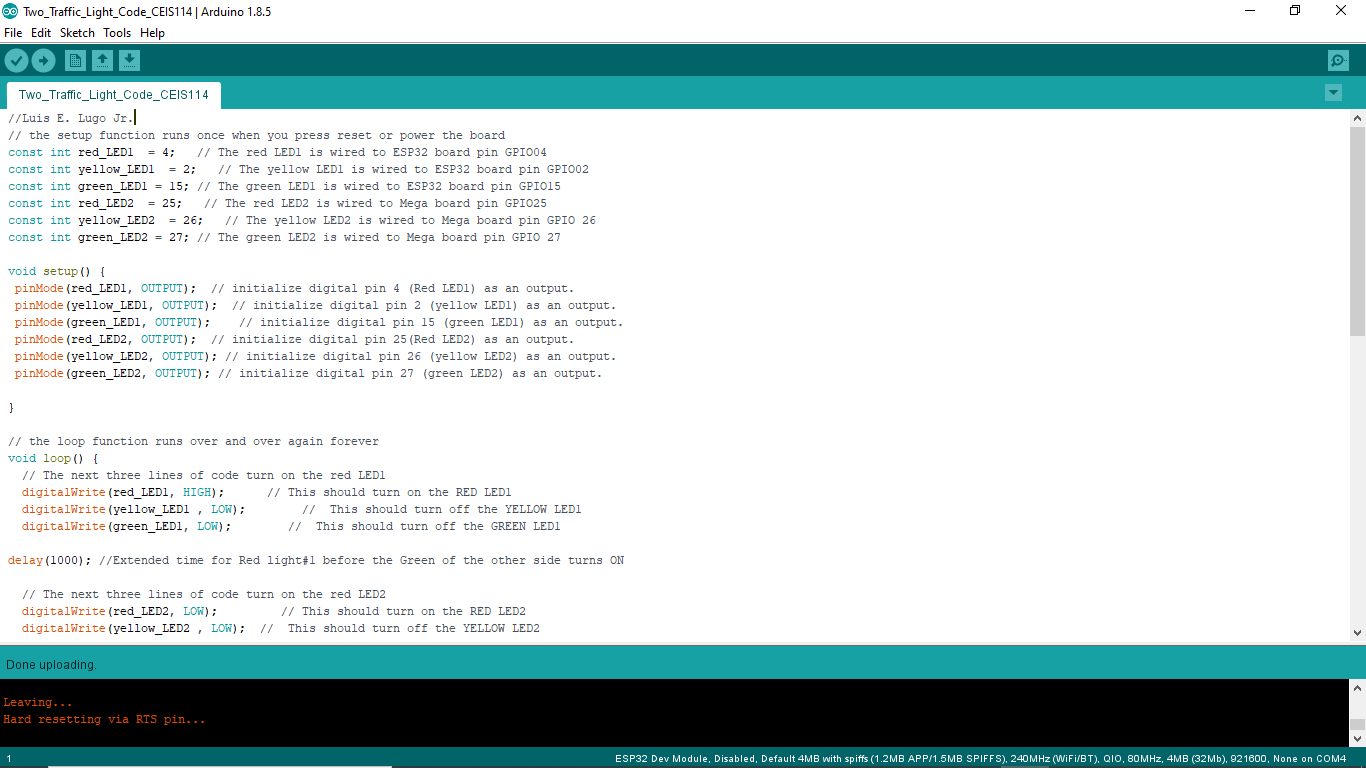 Two_Traffic_Light_Code_CEIS114 | Arduino 1.8.5
File Edit Sketch Tools Help
Two_Traffic_Light_Code_CEIS114
//Luis E. Lugo Jr.
// the setup function runs once when you press reset or power the board
const int red_LED1  = 4;   // The red LED1 is wired to ESP32 board pin GPIO04
const int yellow_LED1  = 2;   // The yellow LED1 is wired to ESP32 board pin GPIO02
const int green_LED1 = 15; // The green LED1 is wired to ESP32 board pin GPIO15
const int red_LED2  = 25;   // The red LED2 is wired to Mega board pin GPIO25
const int yellow_LED2  = 26;   // The yellow LED2 is wired to Mega board pin GPIO 26
const int green_LED2 = 27; // The green LED2 is wired to Mega board pin GPIO 27
void setup() {
 pinMode(red_LED1, OUTPUT);  // initialize digital pin 4 (Red LED1) as an output.
 pinMode(yellow_LED1, OUTPUT);  // initialize digital pin 2 (yellow LED1) as an output.
 pinMode(green_LED1, OUTPUT);    // initialize digital pin 15 (green LED1) as an output.
 pinMode(red_LED2, OUTPUT);  // initialize digital pin 25(Red LED2) as an output.
 pinMode(yellow_LED2, OUTPUT); // initialize digital pin 26 (yellow LED2) as an output.
 pinMode(green_LED2, OUTPUT); // initialize digital pin 27 (green LED2) as an output.
}
// the loop function runs over and over again forever
void loop() {
  // The next three lines of code turn on the red LED1
  digitalWrite(red_LED1, HIGH);      // This should turn on the RED LED1
  digitalWrite(yellow_LED1 , LOW);        //  This should turn off the YELLOW LED1
  digitalWrite(green_LED1, LOW);        //  This should turn off the GREEN LED1
delay(1000); //Extended time for Red light#1 before the Green of the other side turns ON
  // The next three lines of code turn on the red LED2
  digitalWrite(red_LED2, LOW);         // This should turn on the RED LED2
  digitalWrite(yellow_LED2 , LOW);  //  This should turn off the YELLOW LED2
Done uploading.
Leaving...
Hard resetting via RTS pin...
1
ESP32 Dev Module, Disabled, Default 4MB with spiffs (1.2MB APP/1.5MB SPIFFS), 240MHz (WiFi/BT), QIO, 80MHz, 4MB (32Mb), 921600, None on COM4